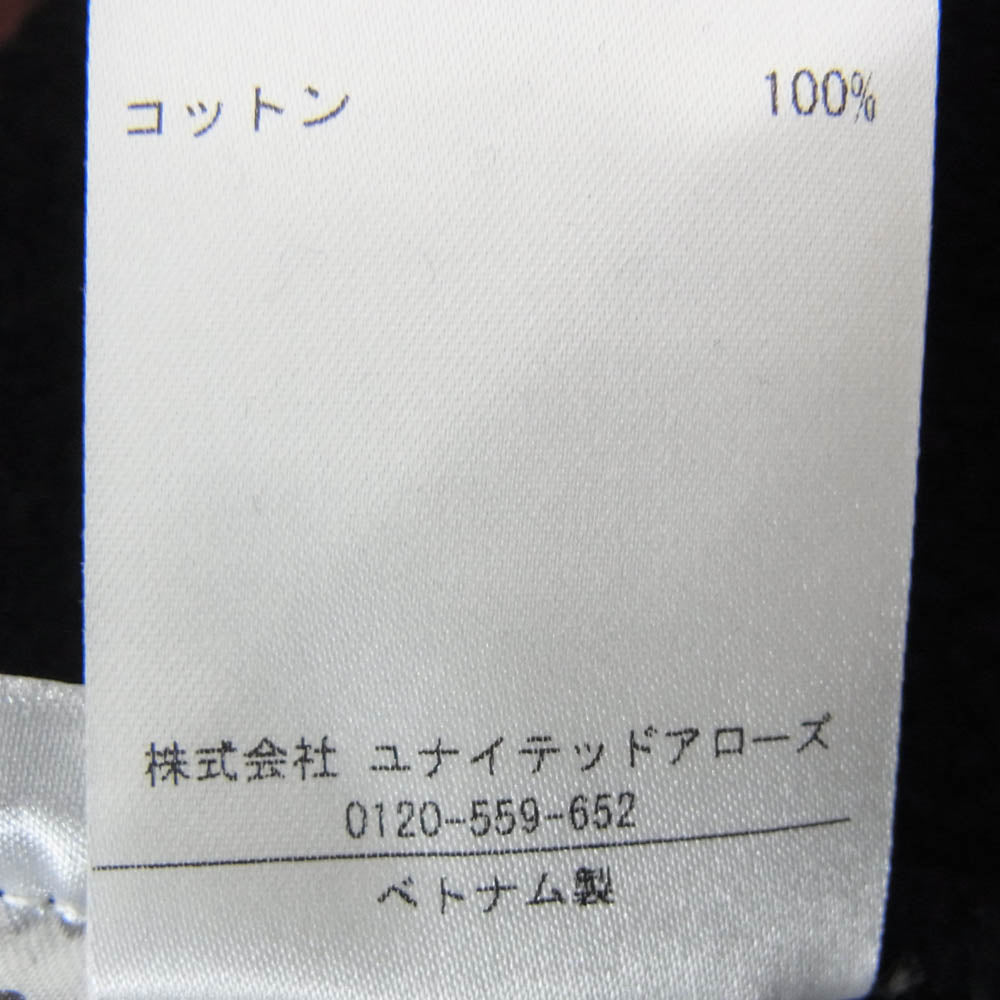 コットン 100%
株式会社 ユナイテッドアローズ
0120-559-652
ベトナム製